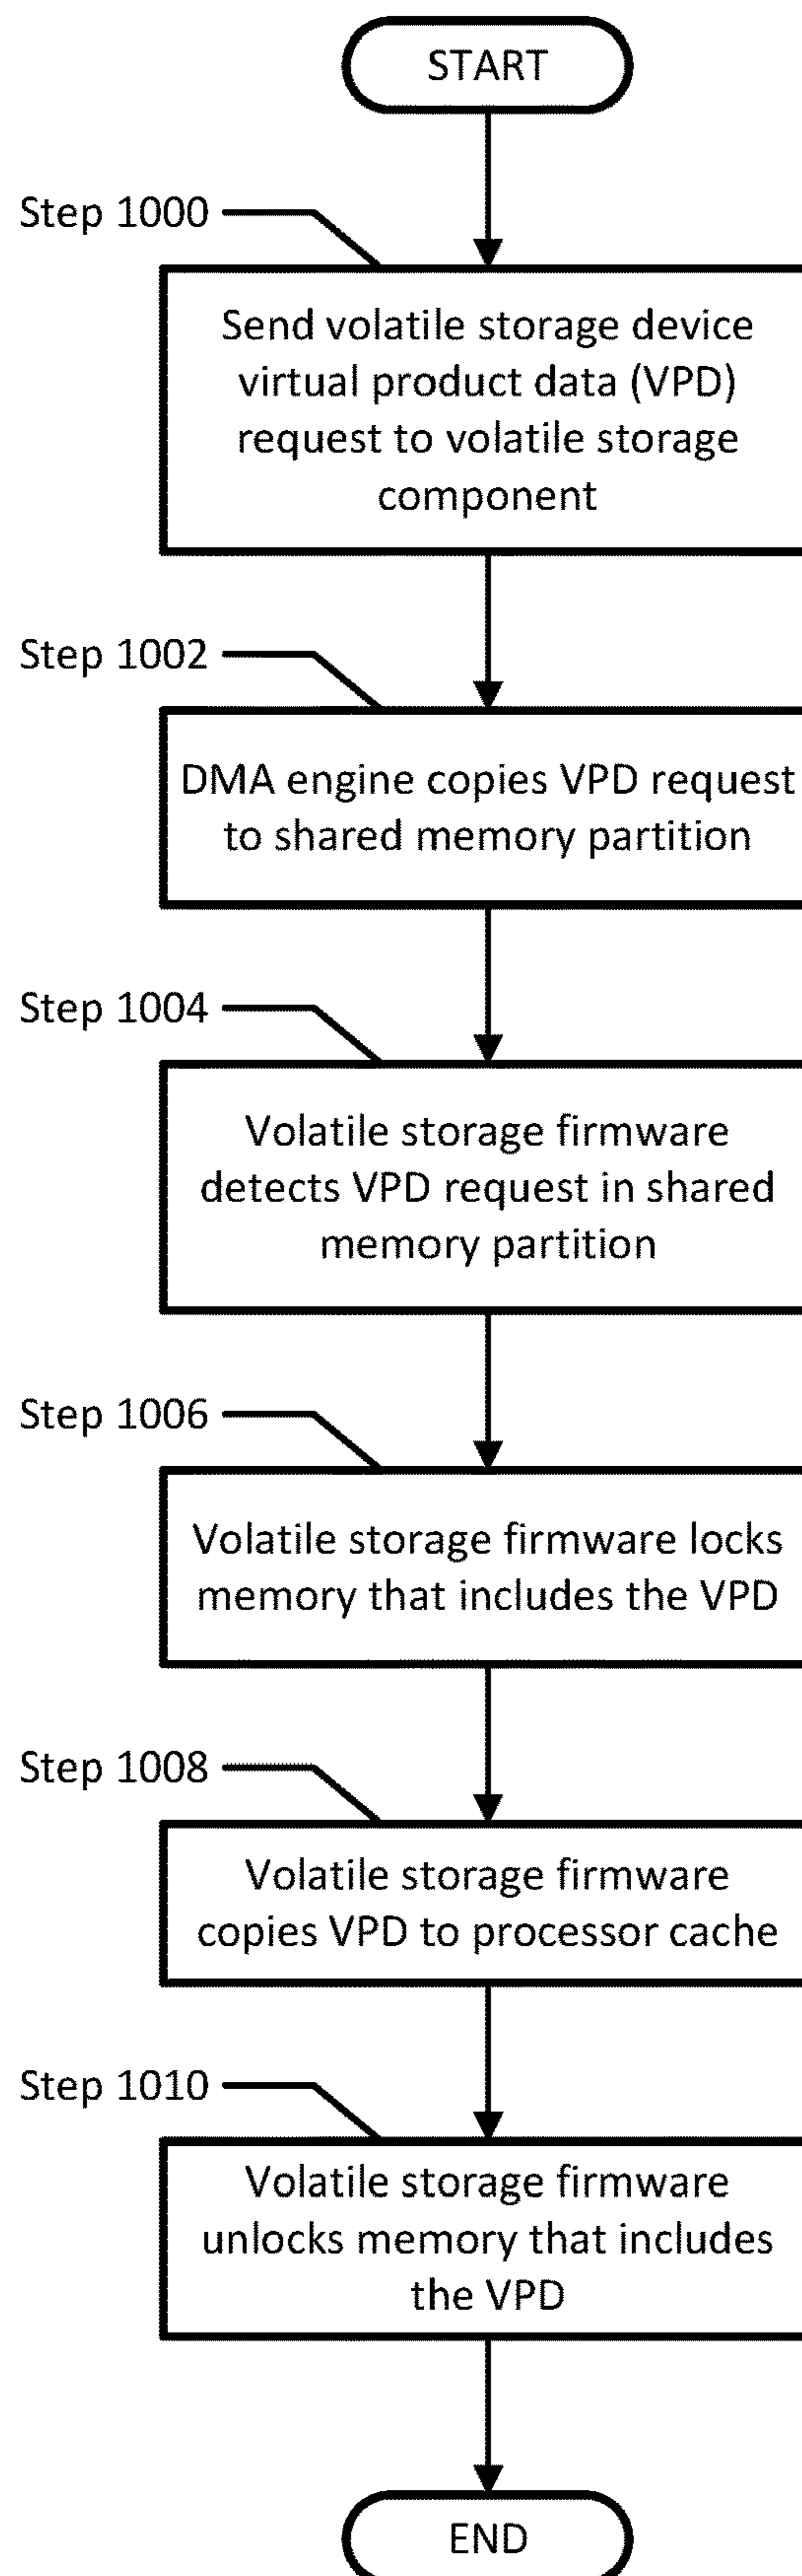 START
Step 1000
Send volatile storage device
virtual product data (VPD)
request to volatile storage
component
Step 1002
DMA engine copies VPD request
to shared memory partition
Step 1004
Volatile storage firmware
detects VPD request in shared
memory partition
Step 1006
Volatile storage firmware locks
memory that includes the VPD
Step 1008
Volatile storage firmware
copies VPD to processor cache
Step 1010
Volatile storage firmware
unlocks memory that includes
the VPD
END